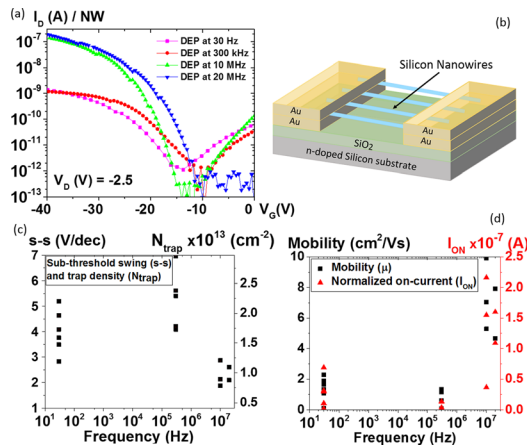 (a)
I_D (A) / NW
10^-7
10^-8
10^-9
10^-10
10^-11
10^-12
10^-13
DEP at 30 Hz
DEP at 300 kHz
DEP at 10 MHz
DEP at 20 MHz
V_D (V) = -2.5
-40 -30 -20 -10 0
V_G(V)
(b)
Silicon Nanowires
Au
Au
Au
Au
SiO_2
n-doped Silicon substrate
(c)
s-s (V/dec) N_trap x10^13 (cm^-2)
Sub-threshold swing (s-s)
and trap density (N_trap)
7
6
5
4
3
2
1
2.5
2.0
1.5
1.0
10^1 10^2 10^3 10^4 10^5 10^6 10^7
Frequency (Hz)
(d)
Mobility (cm^2/Vs) I_ON x10^-7 (A)
Mobility (μ)
Normalized on-current (I_ON)
10
8
6
4
2
0
2.5
2.0
1.5
1.0
0.5
0.0
10^1 10^2 10^3 10^4 10^5 10^6 10^7
Frequency (Hz)